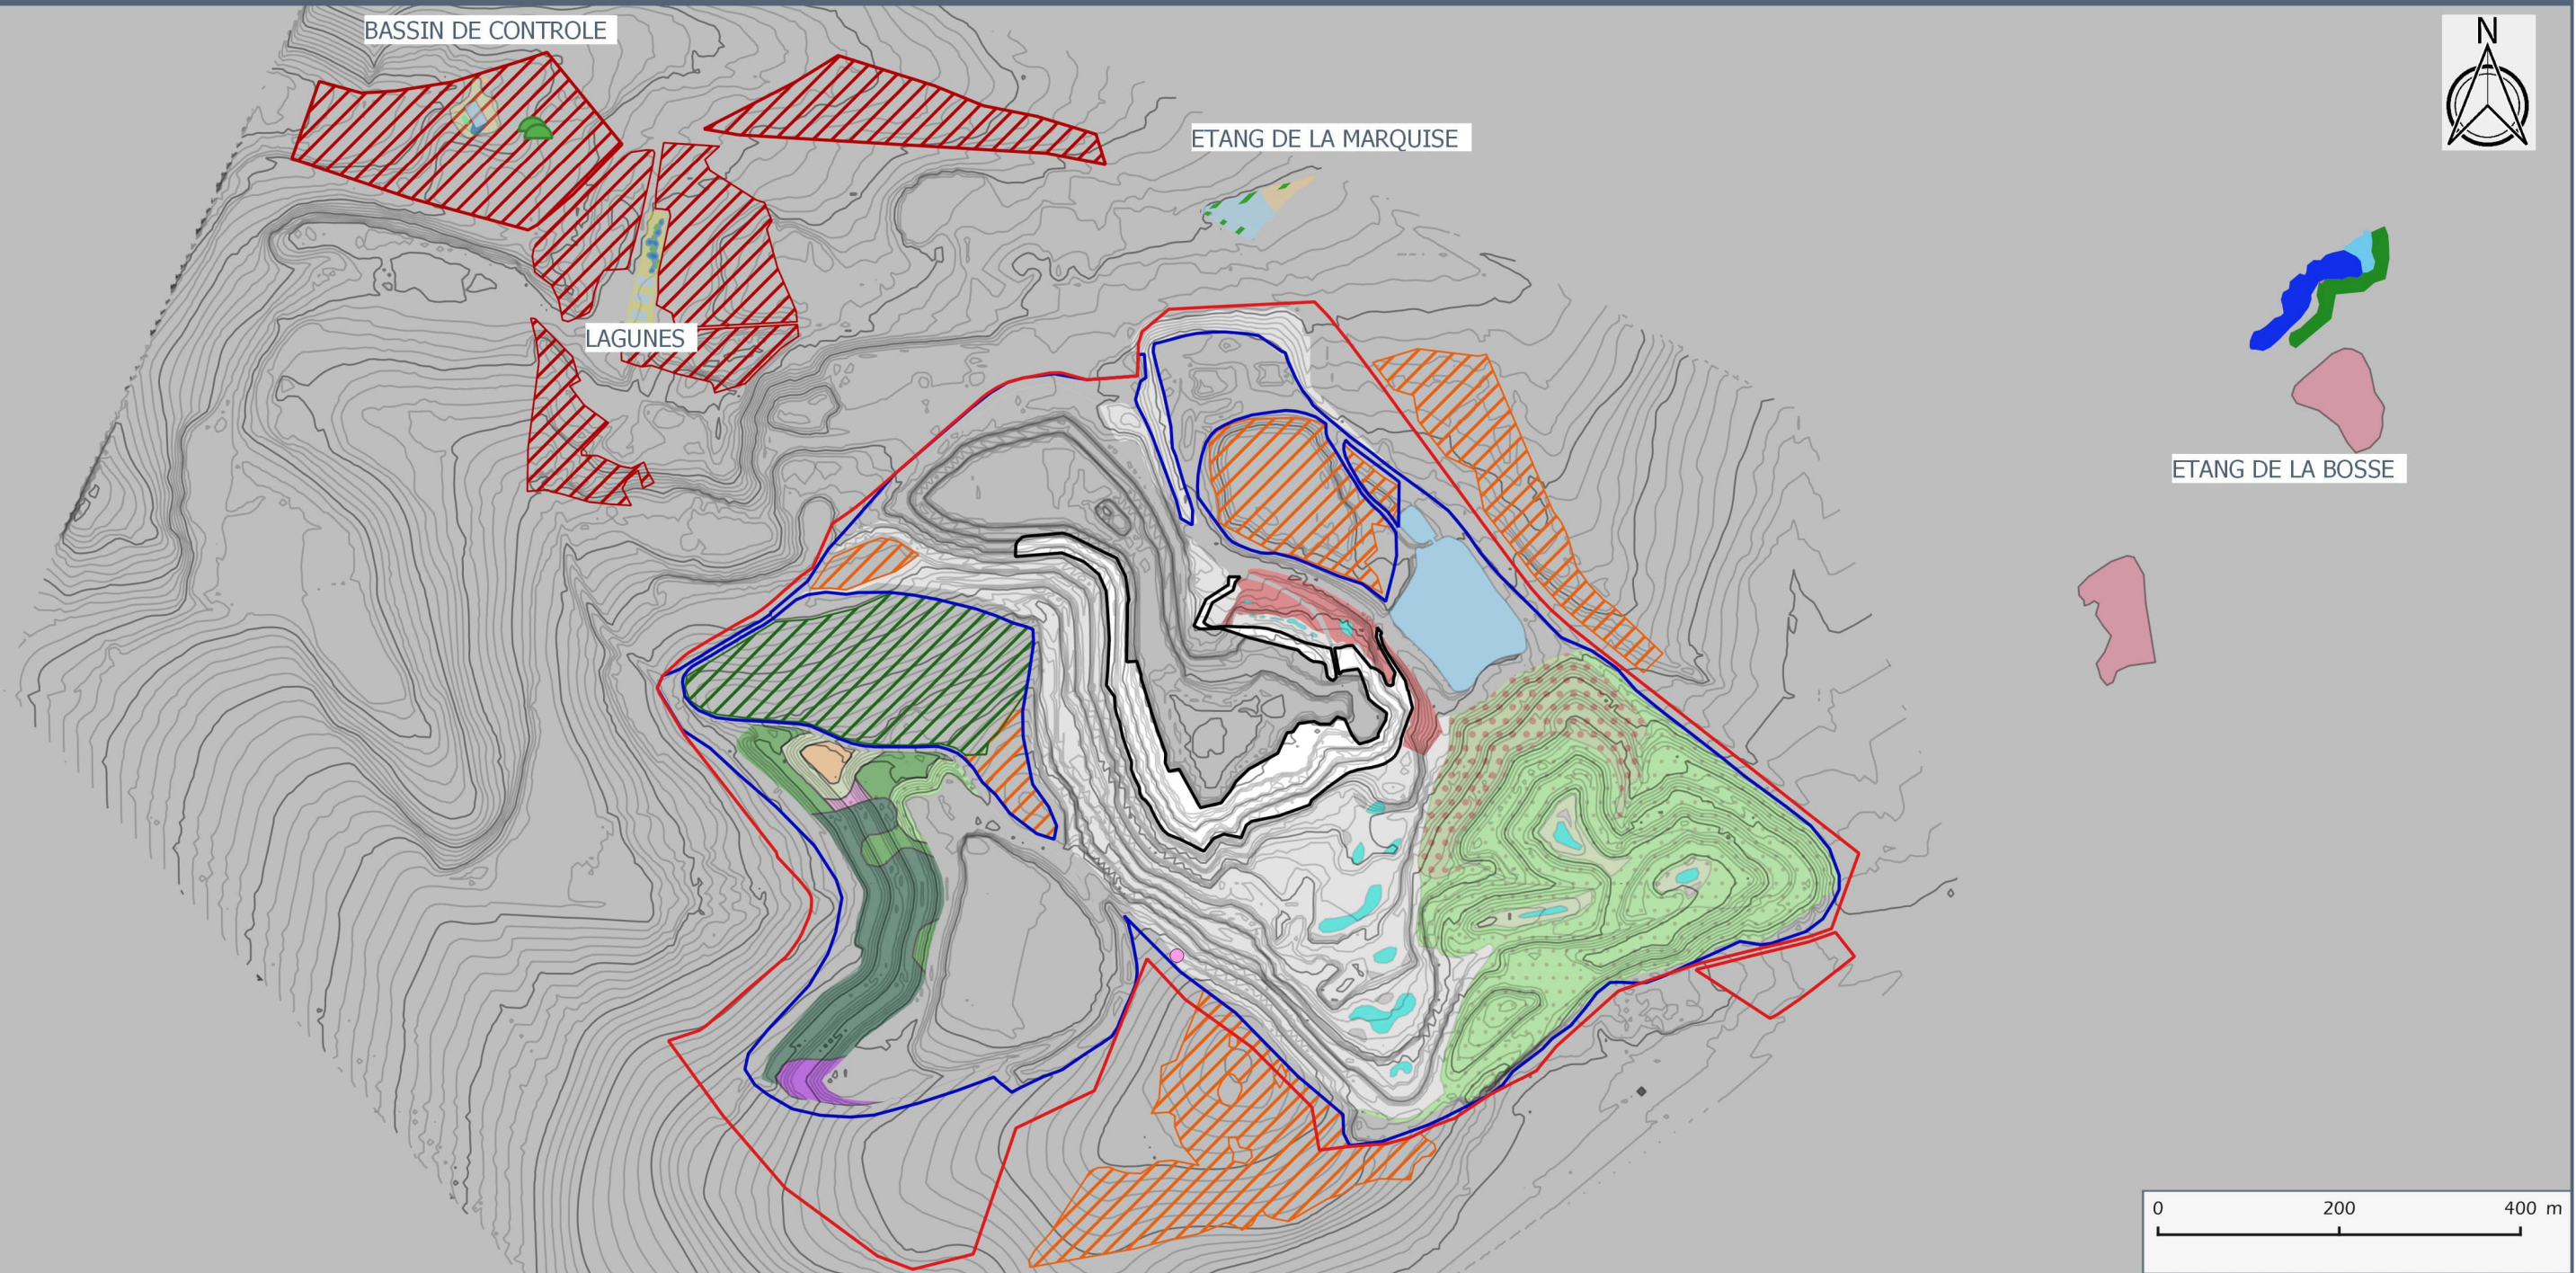 BASSIN DE CONTROLE
N
ETANG DE LA MARQUISE
LAGUNES
ETANG DE LA BOSSE
0 200 400 m